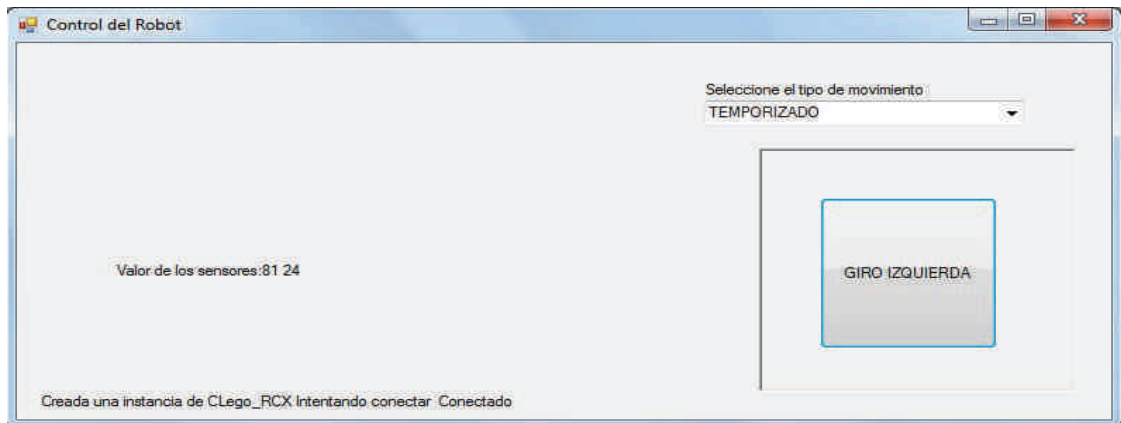 Control del Robot
Seleccione el tipo de movimiento
TEMPORIZADO
Valor de los sensores:81 24
GIRO IZQUIERDA
Creada una instancia de CLego_RCX Intentando conectar Conectado